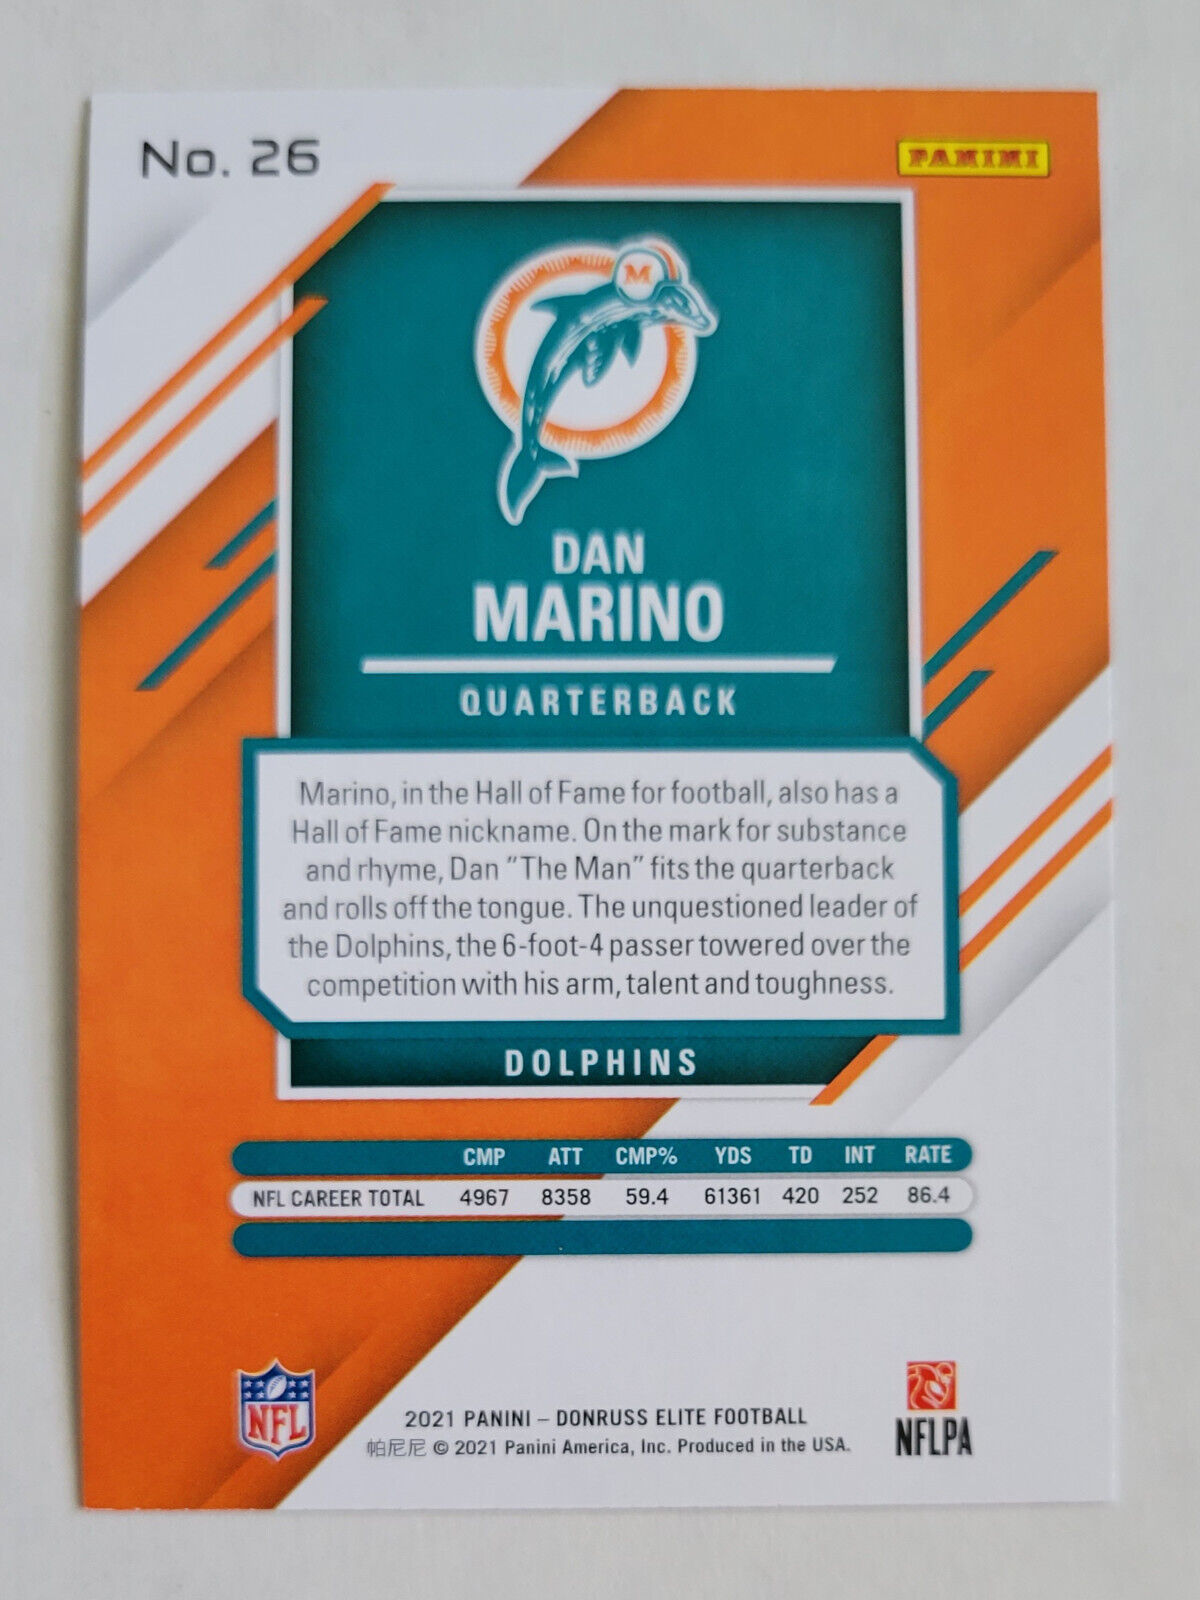 No. 26
PANINI
M
DAN
MARINO
QUARTERBACK
Marino, in the Hall of Fame for football, also has a
Hall of Fame nickname. On the mark for substance
and rhyme, Dan "The Man" fits the quarterback
and rolls off the tongue. The unquestioned leader of
the Dolphins, the 6-foot-4 passer towered over the
competition with his arm, talent and toughness.
DOLPHINS
CMP ATT CMP% YDS TD INT RATE
NFL CAREER TOTAL 4967 8358 59.4 61361 420 252 86.4
NFL
2021 PANINI – DONRUSS ELITE FOOTBALL
帕尼尼 © 2021 Panini America, Inc. Produced in the USA.
NFLPA